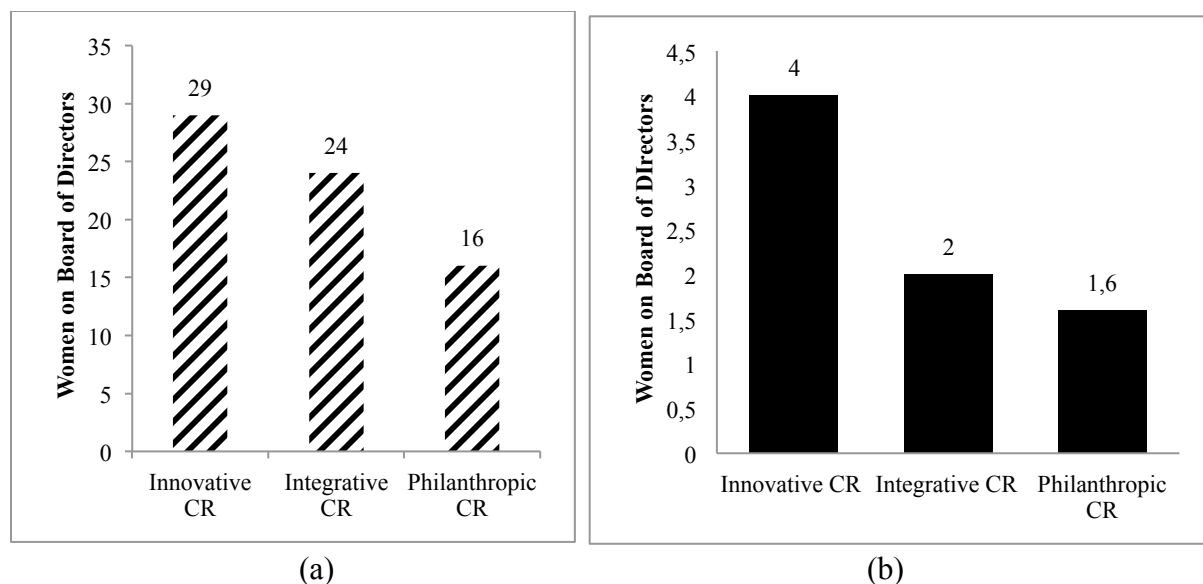 Women on Board of Directors
35
30
25
20
15
10
5
0
29
24
16
Innovative
CR
Integrative
CR
Philanthropic
CR
(a)
Women on Board of DIrectors
4,5
4
3,5
3
2,5
2
1,5
1
0,5
0
4
2
1,6
Innovative CR
Integrative CR
Philanthropic
CR
(b)